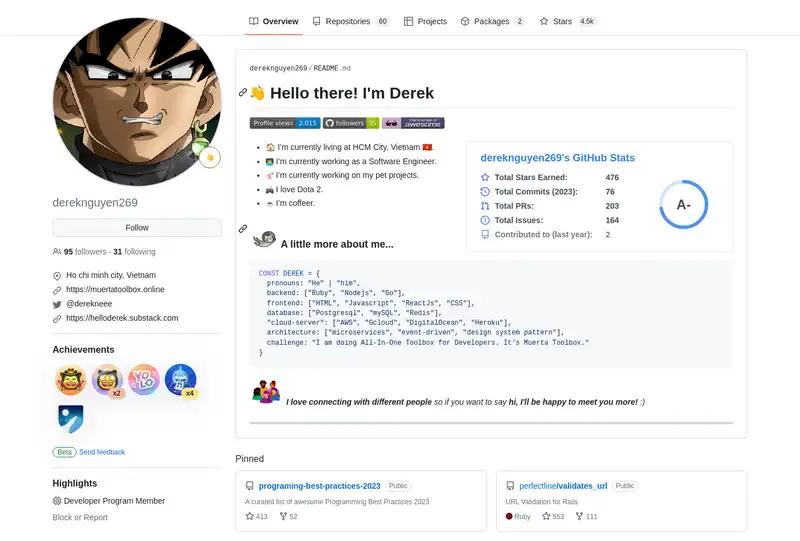 Overview
Repositories 60
Projects
Packages 2
Stars 4.5k
dereknguyen269 / README.md
👋 Hello there! I'm Derek
Profile views 2,015
followers 95
awesome
🏠 I'm currently living at HCM City, Vietnam 🇻🇳.
👨‍💻 I'm currently working as a Software Engineer.
I'm currently working on my pet projects.
🎮 I love Dota 2.
☕ I'm coffeer.
dereknguyen269's GitHub Stats
Total Stars Earned: 476
Total Commits (2023): 76
Total PRs: 203
Total Issues: 164
Contributed to (last year): 2
A-
A little more about me...
CONST DEREK = {
pronouns: "He" | "him",
backend: ["Ruby", "Nodejs", "Go"],
frontend: ["HTML", "Javascript", "ReactJs", "CSS"],
database: ["Postgresql", "mySQL", "Redis"],
"cloud-server": ["AWS", "Gcloud", "DigitalOcean", "Heroku"],
architecture: ["microservices", "event-driven", "design system pattern"],
challenge: "I am doing All-In-One Toolbox for Developers. It's Muerta Toolbox."
}
I love connecting with different people so if you want to say hi, I'll be happy to meet you more! :)
dereknguyen269
Follow
95 followers · 31 following
Ho chi minh city, Vietnam
https://muertatoolbox.online
@derekneee
https://helloderek.substack.com
Achievements
x2
YOLO
x4
Beta Send feedback
Highlights
Developer Program Member
Block or Report
Pinned
programing-best-practices-2023 Public
A curated list of awesome Programming Best Practices 2023
413 52
perfectline/validates_url Public
URL Validation for Rails
Ruby 553 111